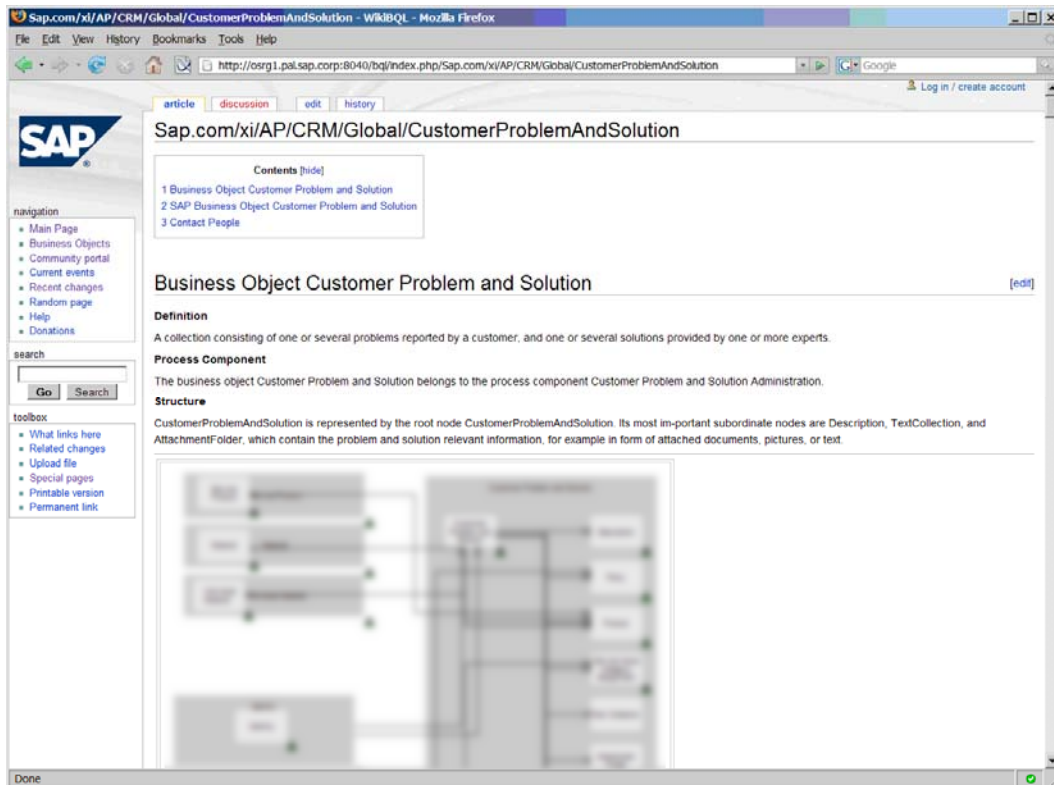 Sap.com/xi/AP/CRM/Global/CustomerProblemAndSolution - WikiBQL - Mozilla Firefox
File Edit View History Bookmarks Tools Help
http://osrg1.pal.sap.corp:8040/bql/index.php/Sap.com/xi/AP/CRM/Global/CustomerProblemAndSolution
Google
Log in / create account
article discussion edit history
SAP
®
Sap.com/xi/AP/CRM/Global/CustomerProblemAndSolution
Contents [hide]
1 Business Object Customer Problem and Solution
2 SAP Business Object Customer Problem and Solution
3 Contact People
navigation
Main Page
Business Objects
Community portal
Current events
Recent changes
Random page
Help
Donations
search
Go Search
toolbox
What links here
Related changes
Upload file
Special pages
Printable version
Permanent link
Business Object Customer Problem and Solution [edit]
Definition
A collection consisting of one or several problems reported by a customer, and one or several solutions provided by one or more experts.
Process Component
The business object Customer Problem and Solution belongs to the process component Customer Problem and Solution Administration.
Structure
CustomerProblemAndSolution is represented by the root node CustomerProblemAndSolution. Its most im-portant subordinate nodes are Description, TextCollection, and
AttachmentFolder, which contain the problem and solution relevant information, for example in form of attached documents, pictures, or text.
Done